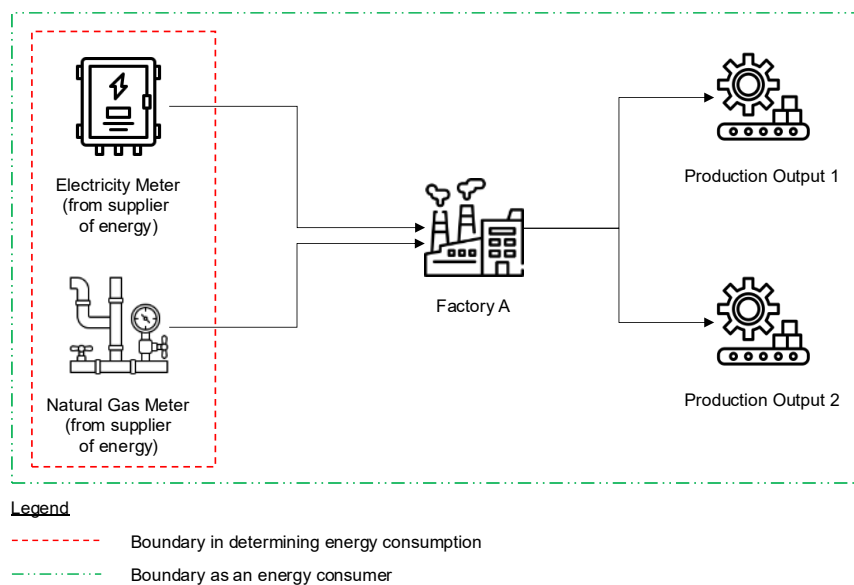 Electricity Meter
(from supplier
of energy)
Production Output 1
Factory A
Natural Gas Meter
(from supplier
of energy)
Production Output 2
Legend
Boundary in determining energy consumption
Boundary as an energy consumer